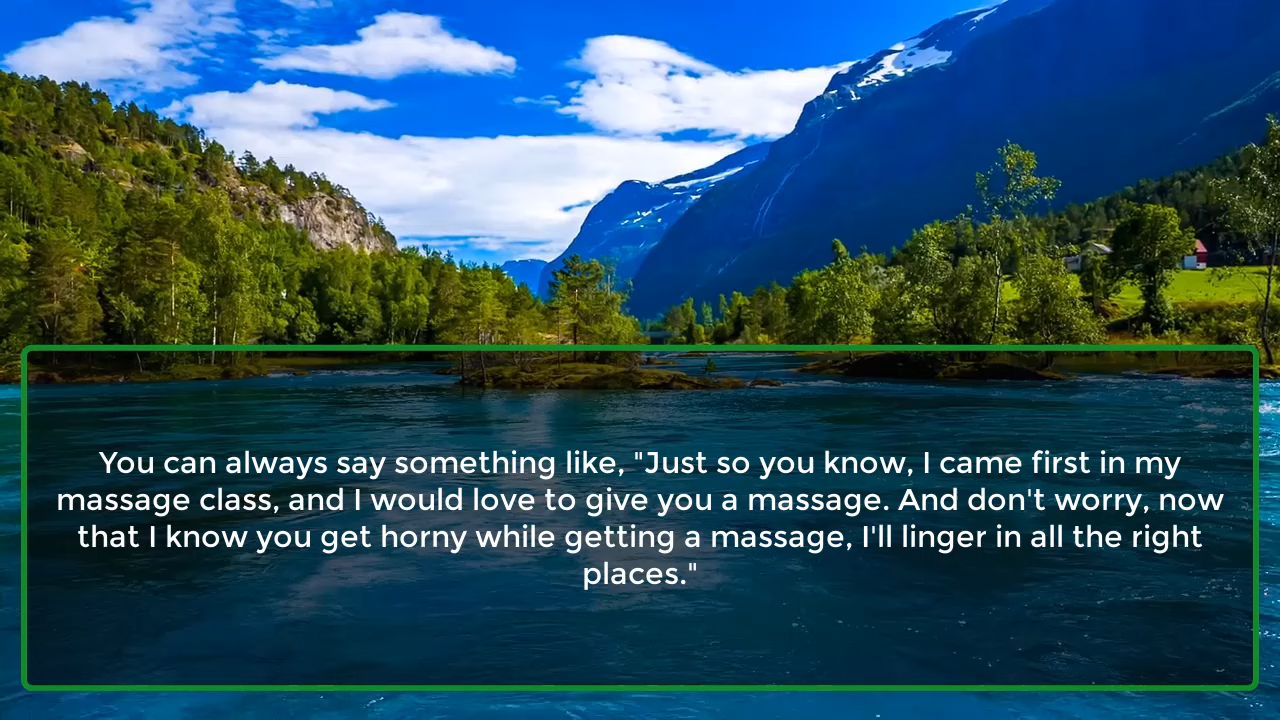 You can always say something like, "Just so you know, I came first in my
massage class, and I would love to give you a massage. And don't worry, now
that I know you get horny while getting a massage, I'll linger in all the right
places."